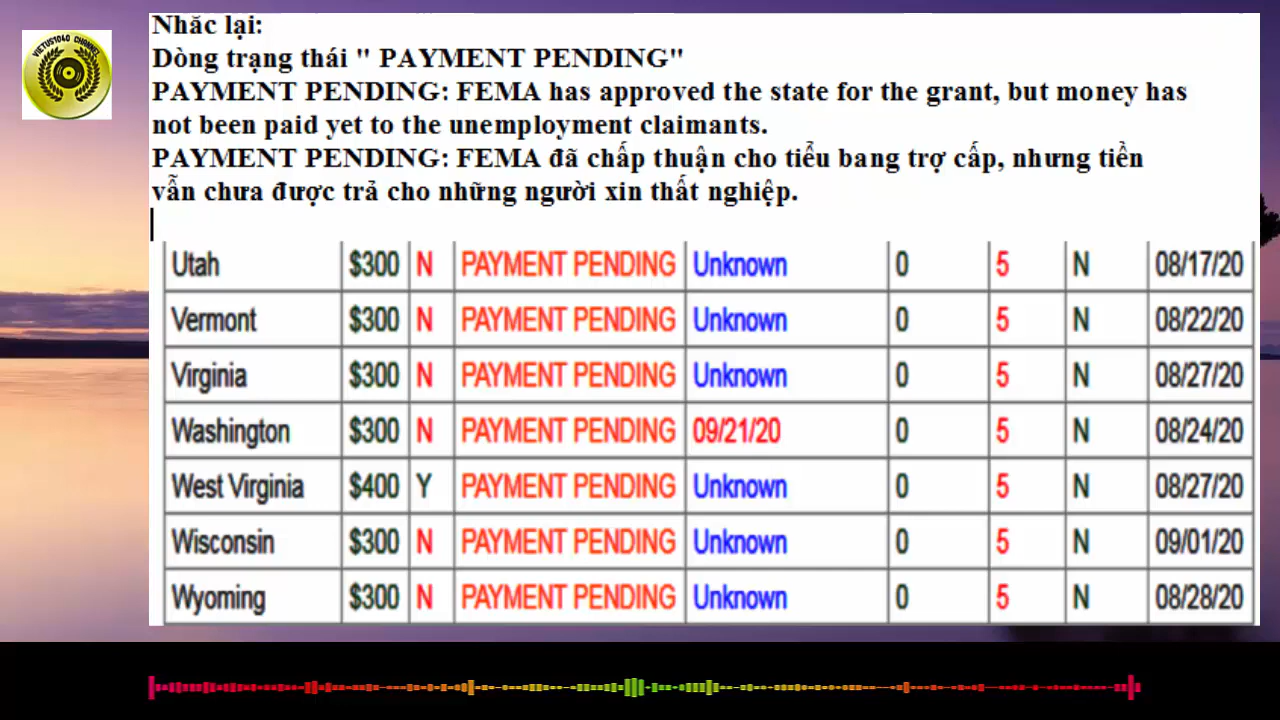 VIETUS1040 CHANNEL
Nhắc lại:
Dòng trạng thái " PAYMENT PENDING"
PAYMENT PENDING: FEMA has approved the state for the grant, but money has
not been paid yet to the unemployment claimants.
PAYMENT PENDING: FEMA đã chấp thuận cho tiểu bang trợ cấp, nhưng tiền
vẫn chưa được trả cho những người xin thất nghiệp.
Utah $300 N PAYMENT PENDING Unknown 0 5 N 08/17/20
Vermont $300 N PAYMENT PENDING Unknown 0 5 N 08/22/20
Virginia $300 N PAYMENT PENDING Unknown 0 5 N 08/27/20
Washington $300 N PAYMENT PENDING 09/21/20 0 5 N 08/24/20
West Virginia $400 Y PAYMENT PENDING Unknown 0 5 N 08/27/20
Wisconsin $300 N PAYMENT PENDING Unknown 0 5 N 09/01/20
Wyoming $300 N PAYMENT PENDING Unknown 0 5 N 08/28/20